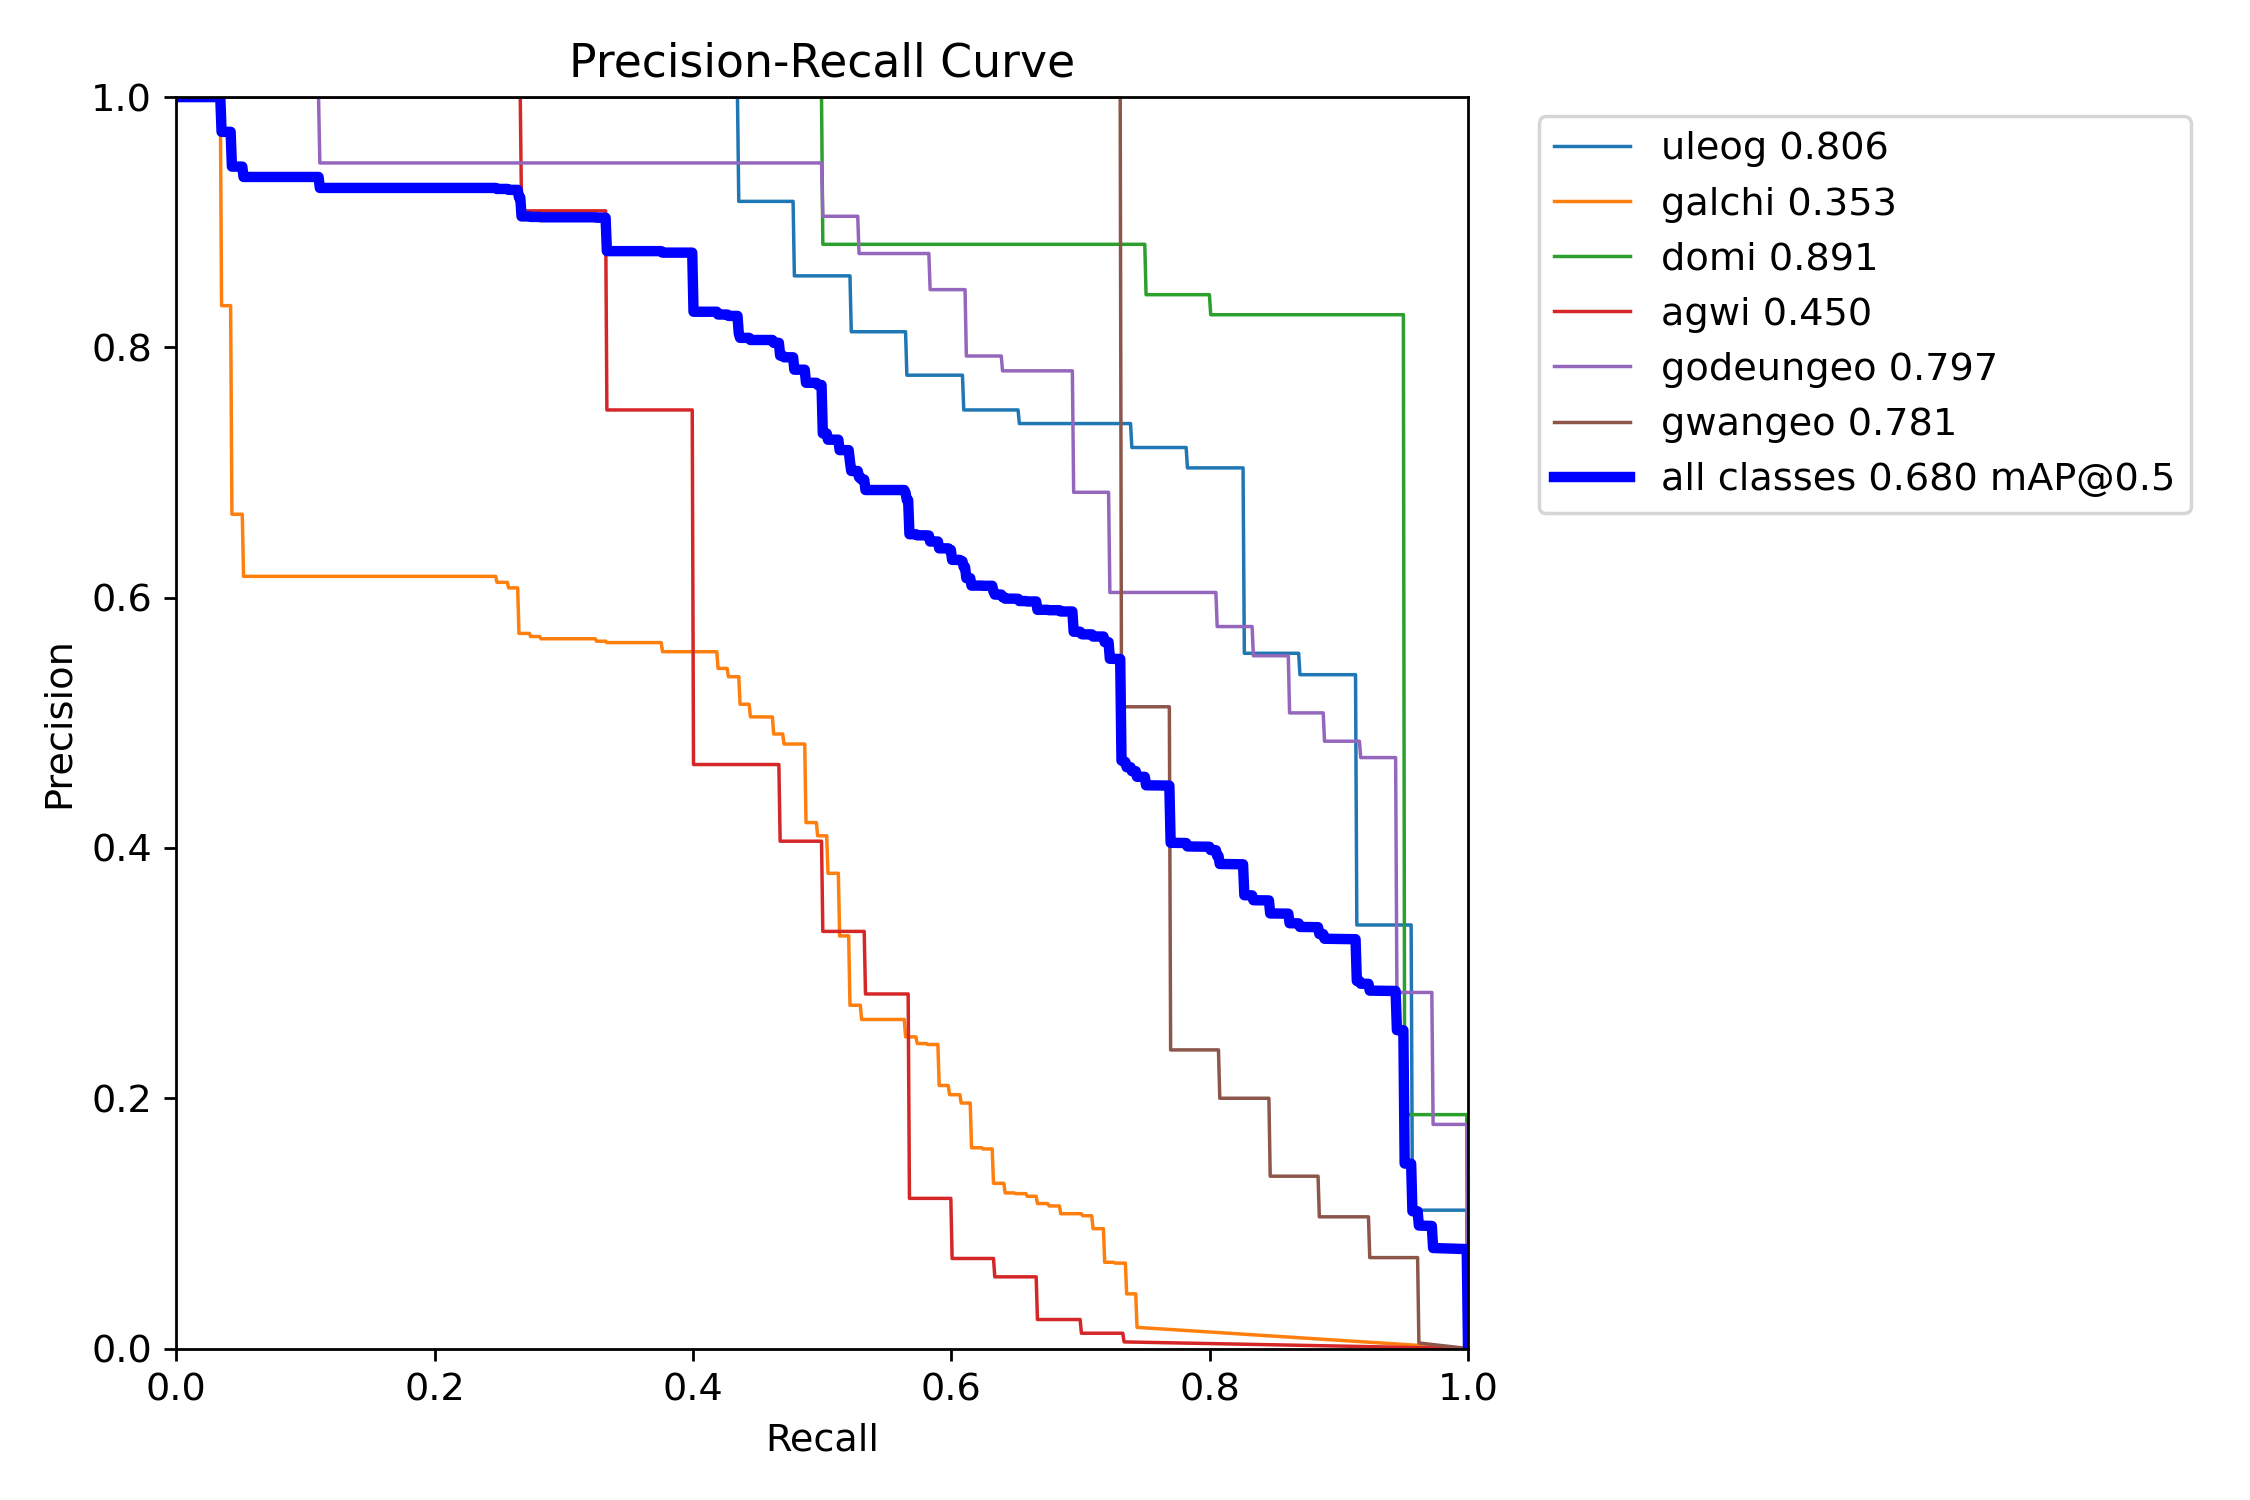 Precision-Recall Curve
1.0
0.8
0.6
0.4
0.2
0.0
Precision
0.0 0.2 0.4 0.6 0.8 1.0
Recall
uleog 0.806
galchi 0.353
domi 0.891
agwi 0.450
godeungeo 0.797
gwangeo 0.781
all classes 0.680 mAP@0.5